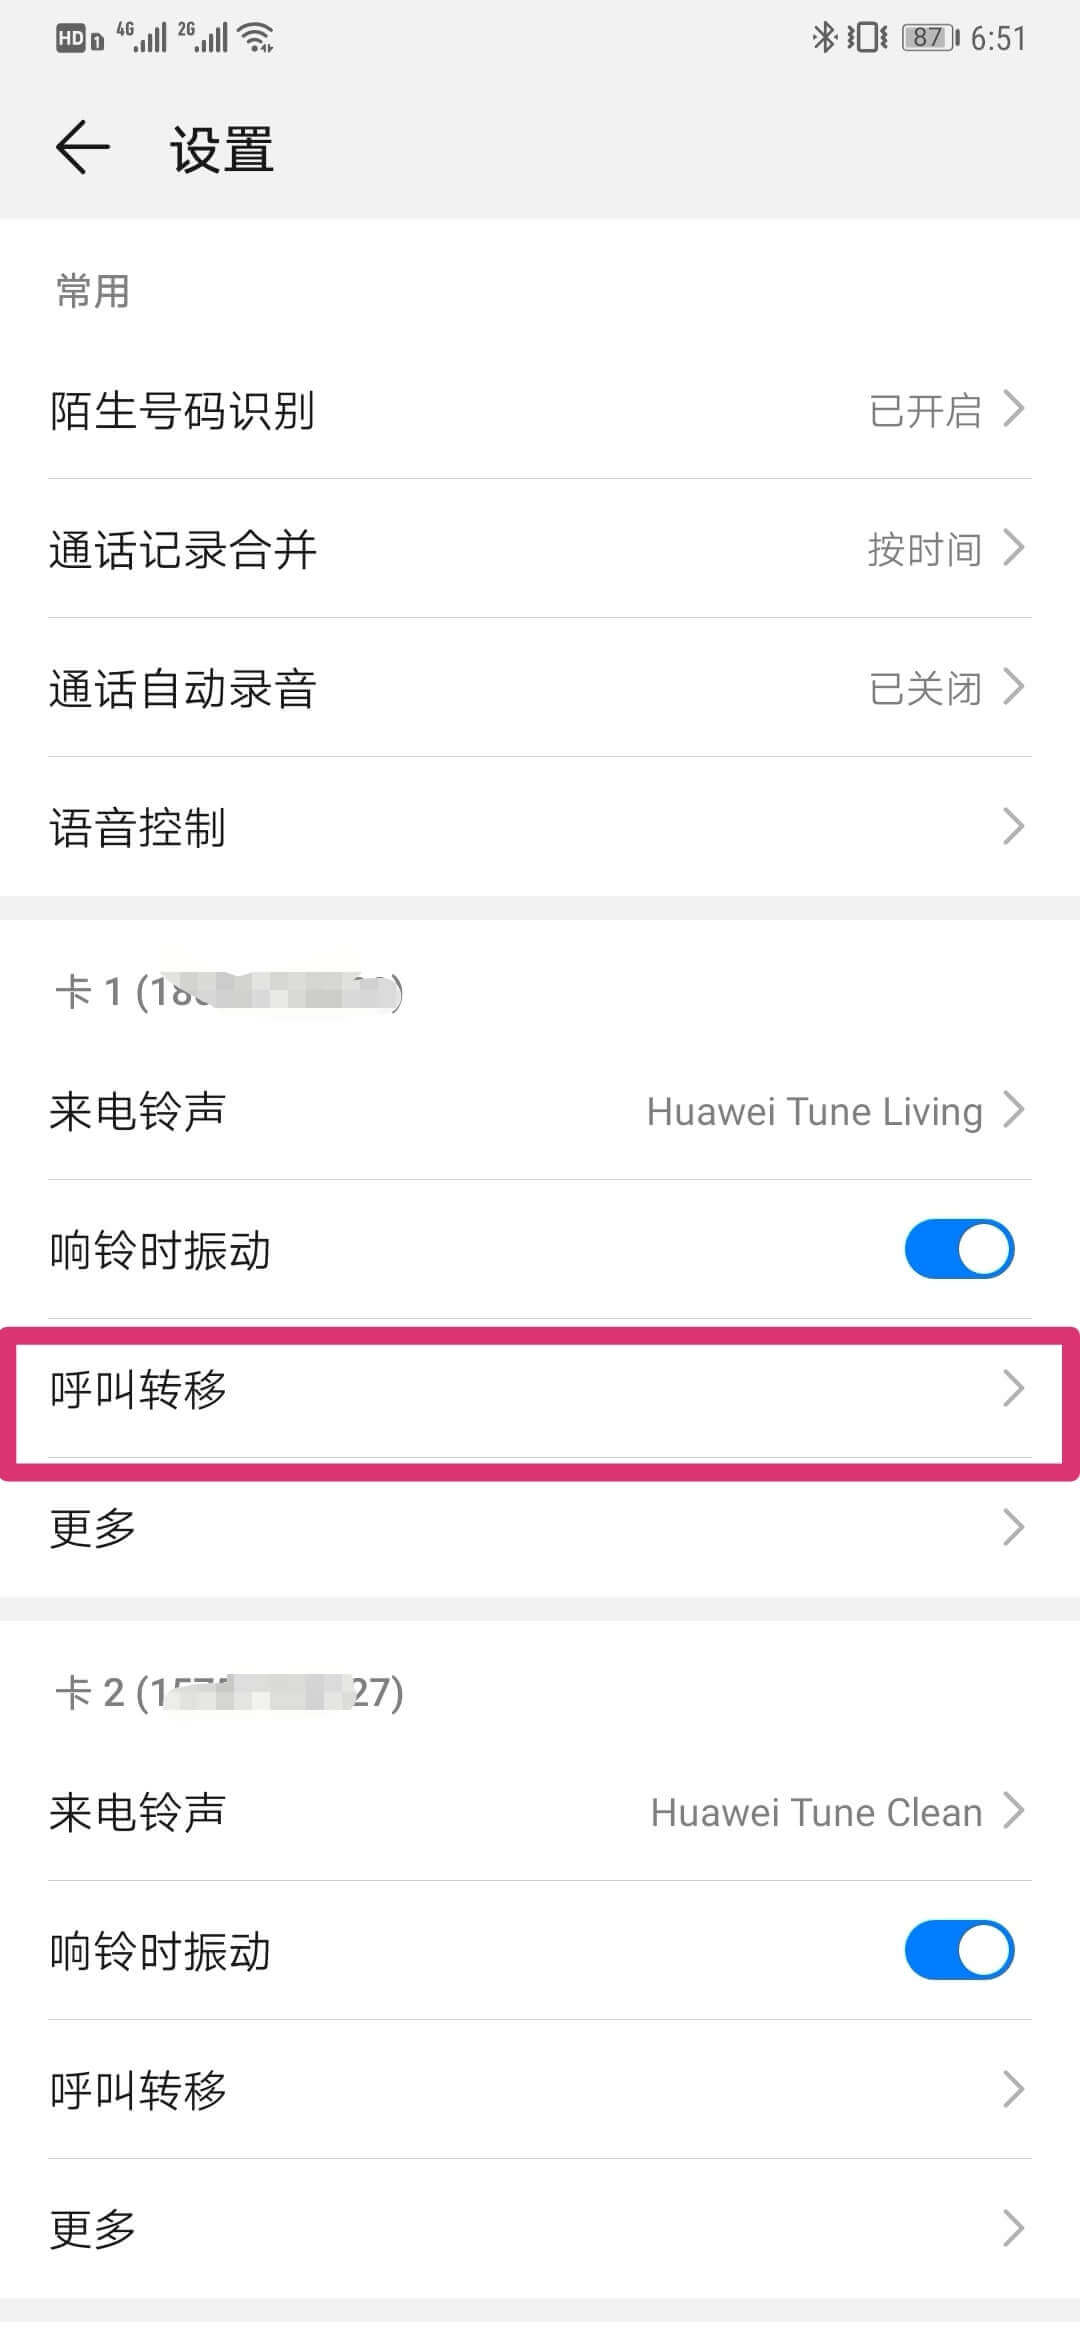 HD 1 4G 2G 87 6:51
设置
常用
陌生号码识别 已开启
通话记录合并 按时间
通话自动录音 已关闭
语音控制
卡 1 (18
来电铃声 Huawei Tune Living
响铃时振动
呼叫转移
更多
卡 2 (1 27)
来电铃声 Huawei Tune Clean
响铃时振动
呼叫转移
更多